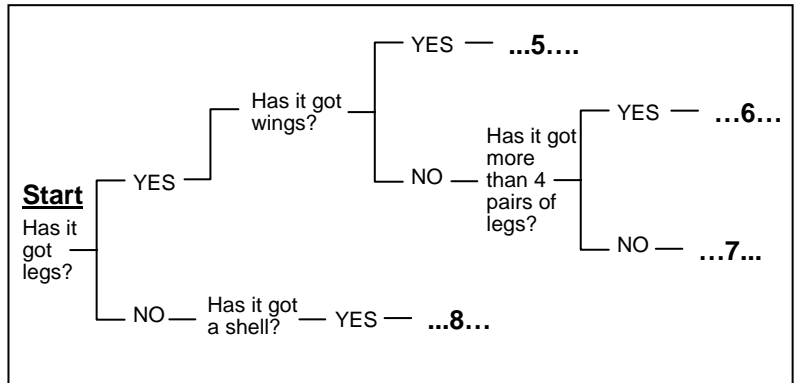 Start
Has it
got
legs?
YES
Has it got
wings?
YES
...5....
NO
Has it got
more
than 4
pairs of
legs?
YES
...6...
NO
...7...
NO
Has it got
a shell?
YES
...8...